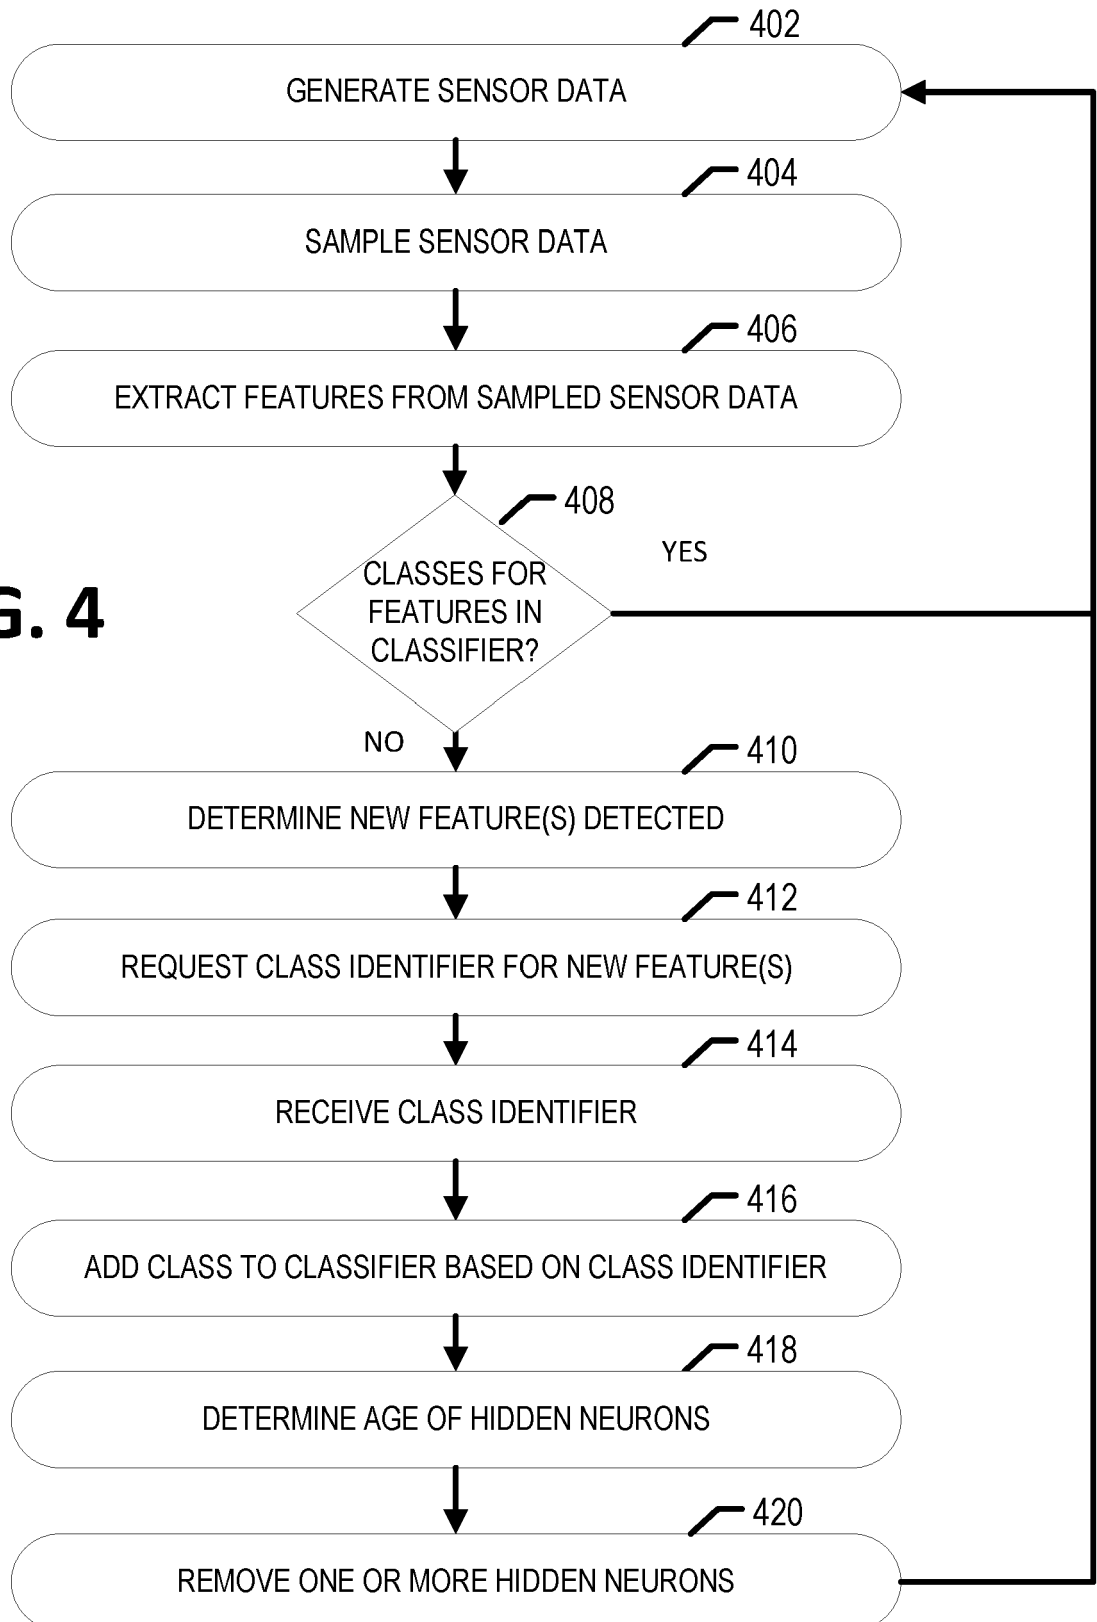 402
GENERATE SENSOR DATA
404
SAMPLE SENSOR DATA
406
EXTRACT FEATURES FROM SAMPLED SENSOR DATA
408
CLASSES FOR
FEATURES IN
CLASSIFIER?
YES
G. 4
NO
410
DETERMINE NEW FEATURE(S) DETECTED
412
REQUEST CLASS IDENTIFIER FOR NEW FEATURE(S)
414
RECEIVE CLASS IDENTIFIER
416
ADD CLASS TO CLASSIFIER BASED ON CLASS IDENTIFIER
418
DETERMINE AGE OF HIDDEN NEURONS
420
REMOVE ONE OR MORE HIDDEN NEURONS